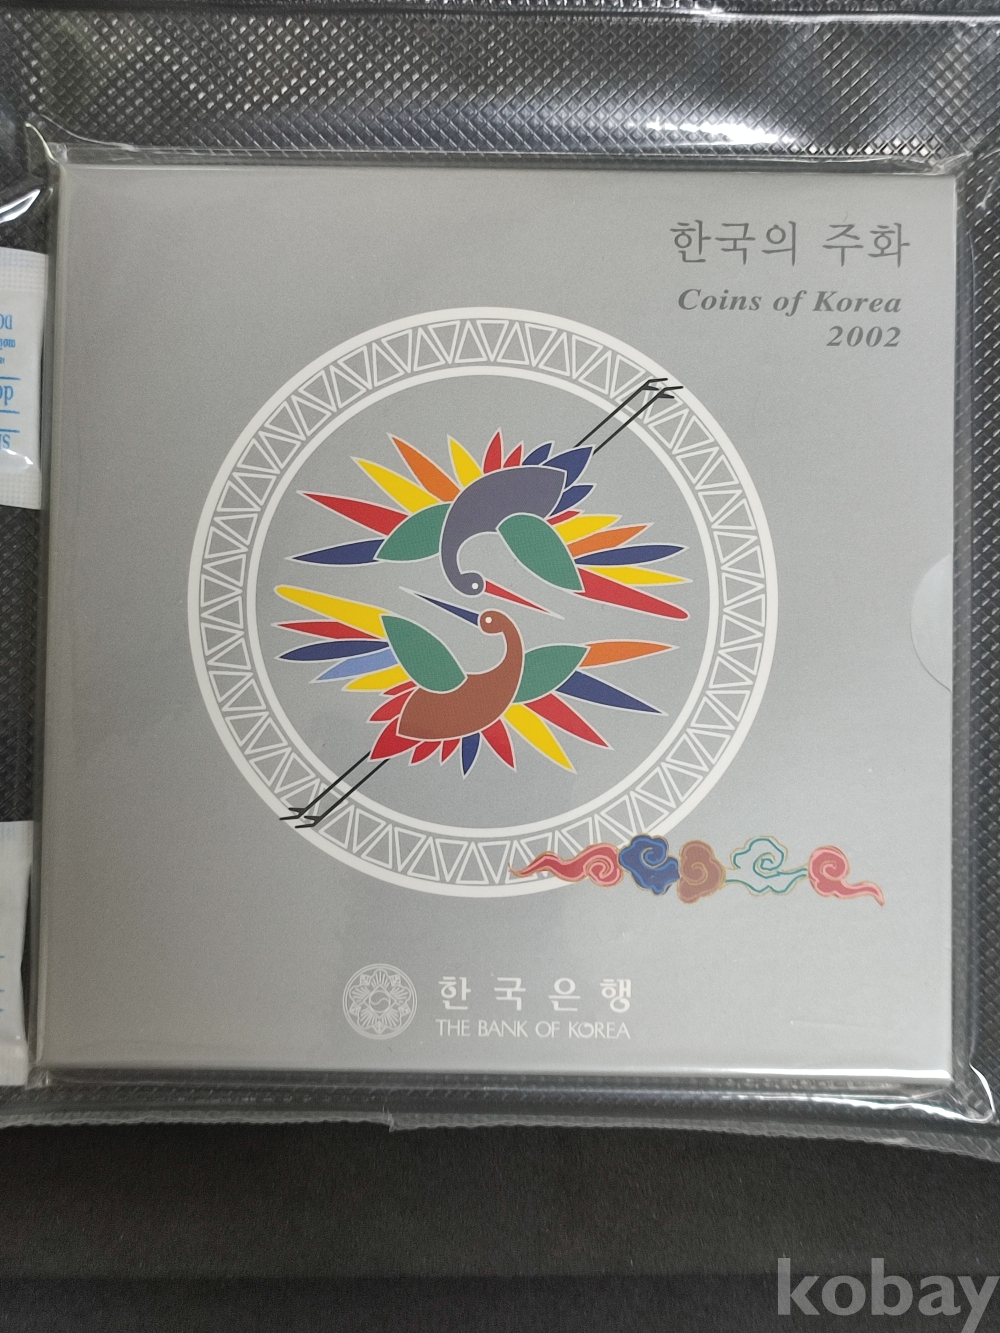 한국의 주화
Coins of Korea
2002
한국은행
THE BANK OF KOREA
kobay